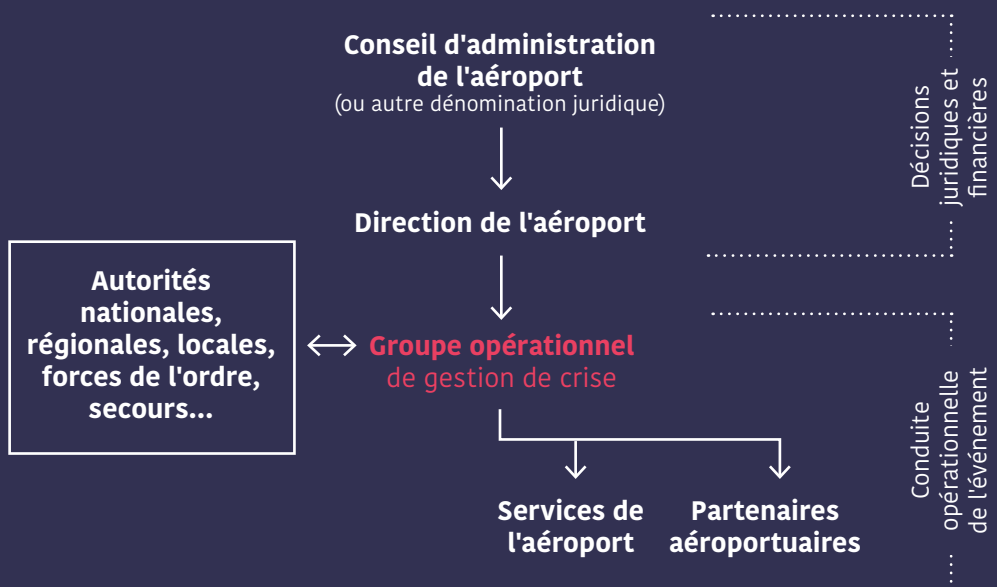 Conseil d'administration
de l'aéroport
(ou autre dénomination juridique)
Décisions
juridiques et
financières
Direction de l'aéroport
Autorités
nationales,
régionales, locales,
forces de l'ordre,
secours...
Groupe opérationnel
de gestion de crise
Conduite
opérationnelle
de l'événement
Services de
l'aéroport
Partenaires
aéroportuaires